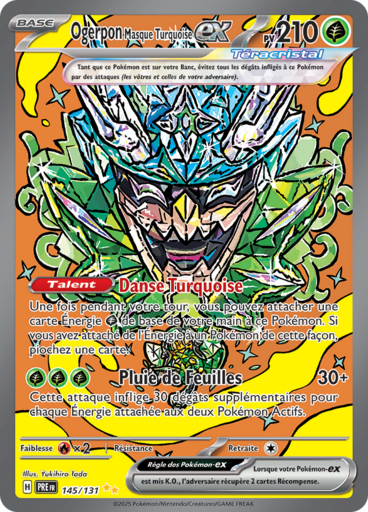 BASE Ogerpon Masque Turquoise ex PV 210
Téracristal
Tant que ce Pokémon est sur votre Banc, évitez tous les dégâts infligés à ce Pokémon
par des attaques (les vôtres et celles de votre adversaire).
Talent Danse Turquoise
Une fois pendant votre tour, vous pouvez attacher une
carte Énergie de base de votre main à ce Pokémon. Si
vous avez attaché de l'Énergie à un Pokémon de cette façon,
piochez une carte.
Pluie de Feuilles 30+
Cette attaque inflige 30 dégâts supplémentaires pour
chaque Énergie attachée aux deux Pokémon Actifs.
Faiblesse ×2 Résistance Retraite
Illus. Yukihiro Tada
Règle des Pokémon-ex Lorsque votre Pokémon-ex
est mis K.O., l'adversaire récupère 2 cartes Récompense.
H PRE FR 145/131
©2025 Pokémon/Nintendo/Creatures/GAME FREAK